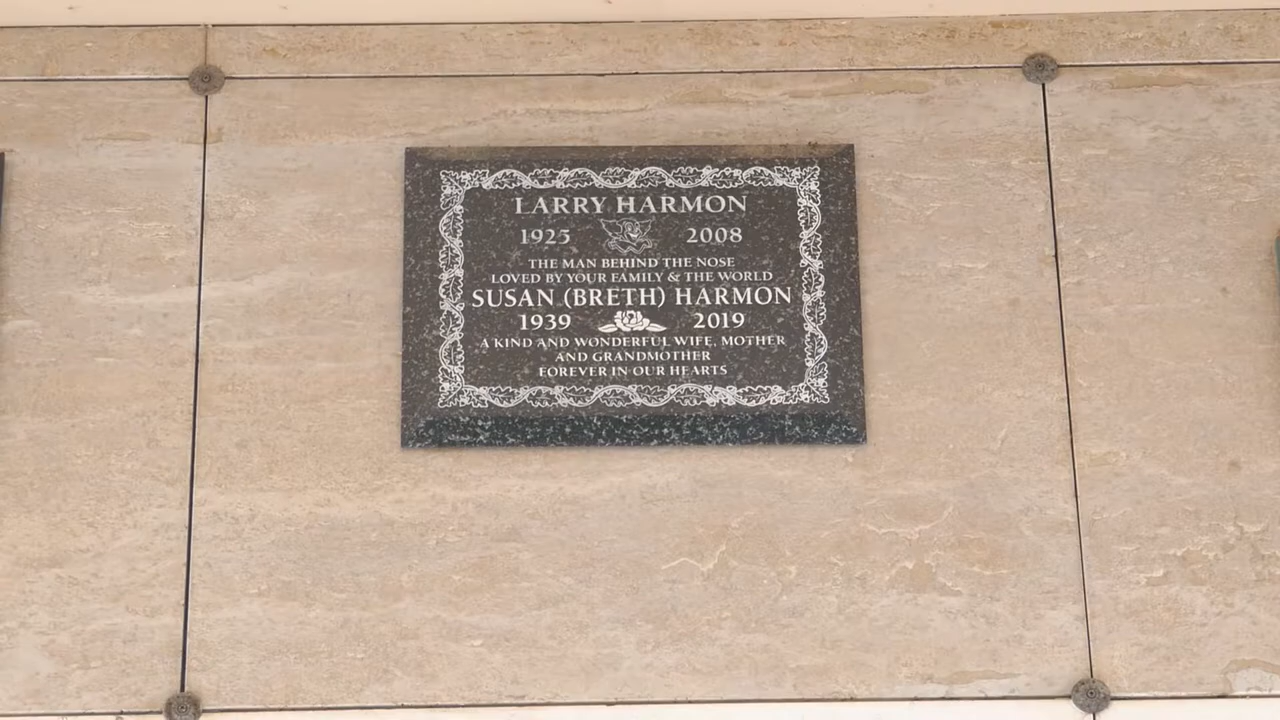 LARRY HARMON
1925 2008
THE MAN BEHIND THE NOSE
LOVED BY YOUR FAMILY & THE WORLD
SUSAN (BRETH) HARMON
1939 2019
A KIND AND WONDERFUL WIFE, MOTHER
AND GRANDMOTHER
FOREVER IN OUR HEARTS